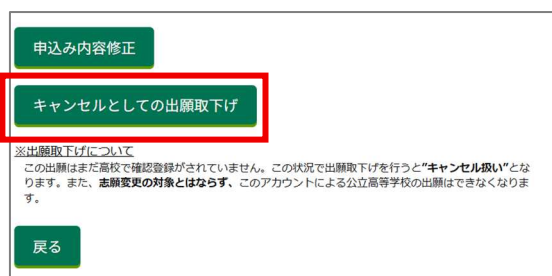 申込み内容修正
キャンセルとしての出願取下げ
※出願取下げについて
この出願はまだ高校で確認登録がされていません。この状況で出願取下げを行うと"キャンセル扱い"とな
ります。また、志願変更の対象とはならず、このアカウントによる公立高等学校の出願はできなくなりま
す。
戻る